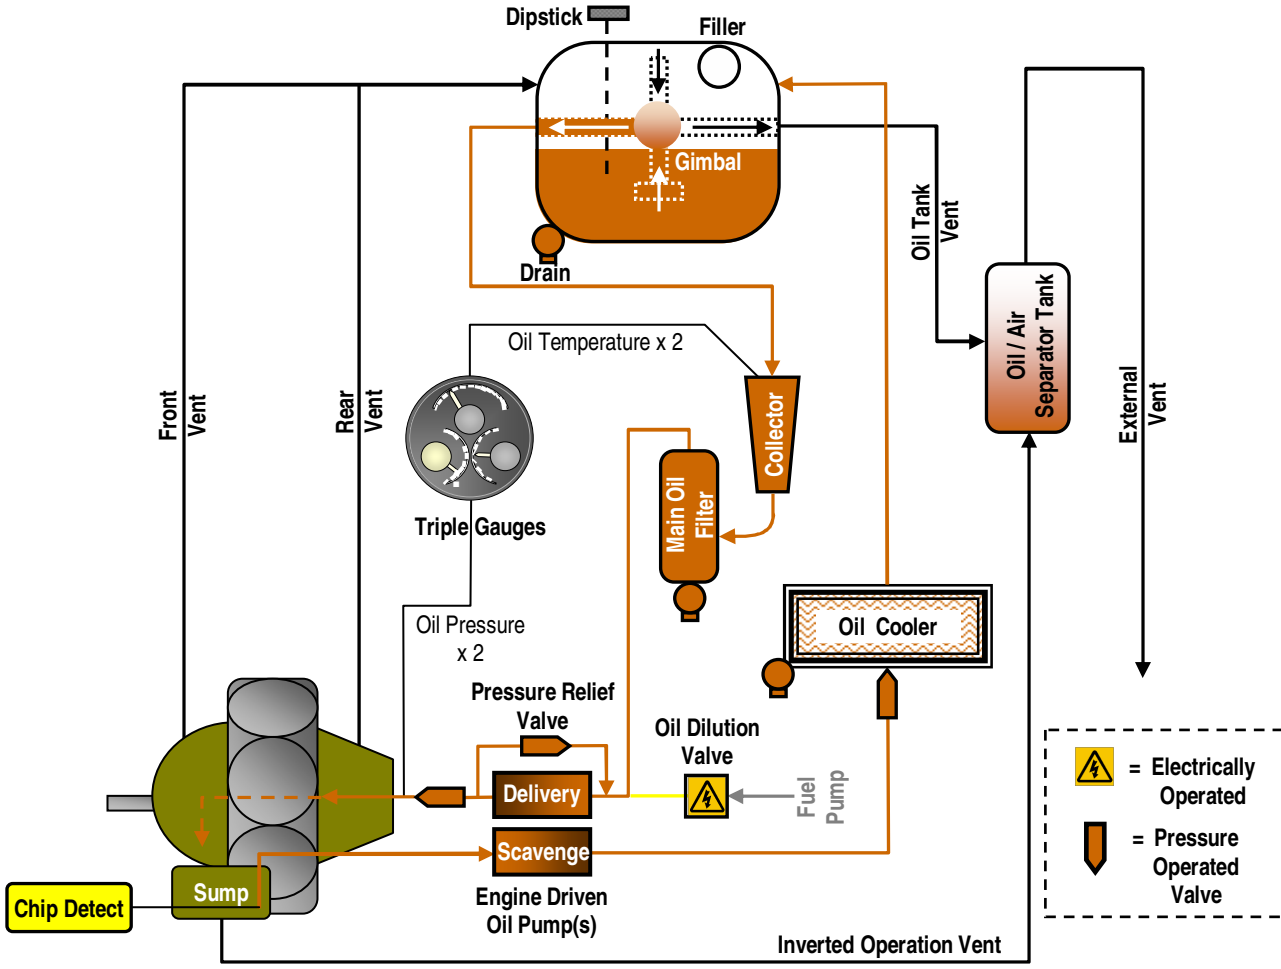 Dipstick
Filler
Gimbal
Drain
Oil Tank
Vent
Oil / Air
Separator Tank
External
Vent
Front
Vent
Rear
Vent
Oil Temperature x 2
Triple Gauges
Collector
Main Oil
Filter
Oil Pressure
x 2
Oil Cooler
Pressure Relief
Valve
Oil Dilution
Valve
Delivery
Fuel
Pump
Scavenge
Engine Driven
Oil Pump(s)
Sump
Chip Detect
Inverted Operation Vent
= Electrically
Operated
= Pressure
Operated
Valve